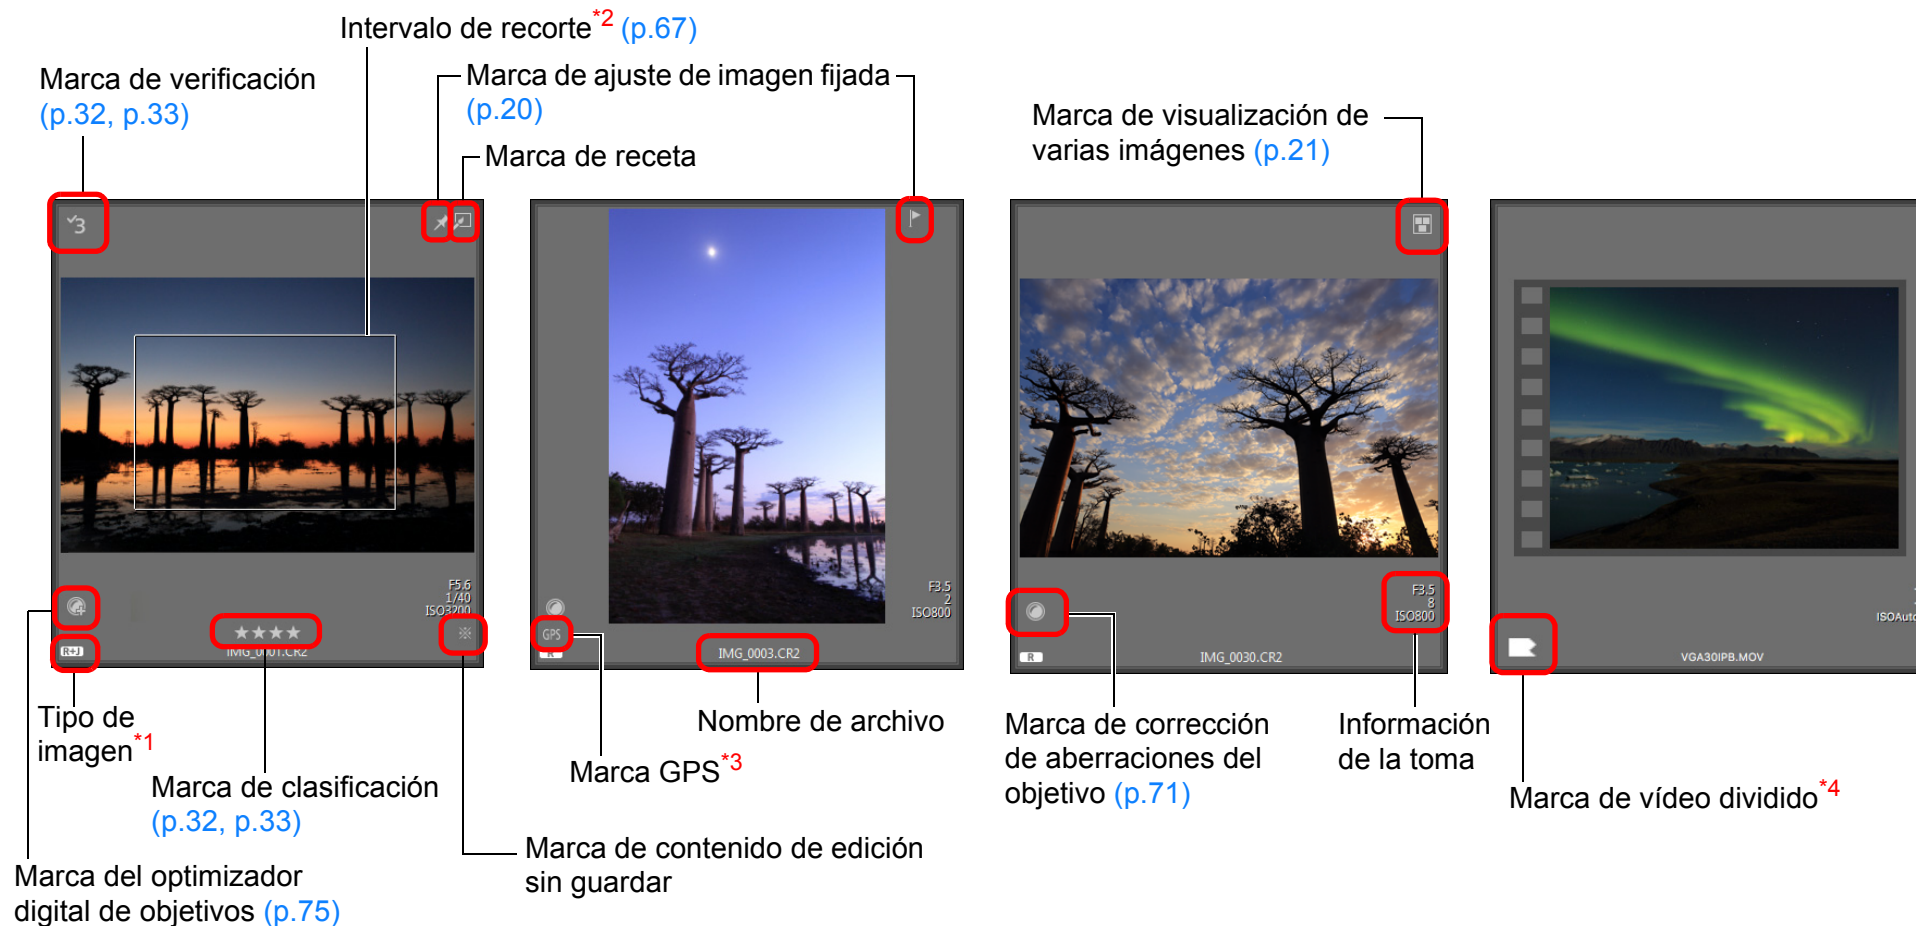 Intervalo de recorte*2 (p.67)
Marca de verificación
(p.32, p.33)
Marca de ajuste de imagen fijada
(p.20)
Marca de receta
Marca de visualización de
varias imágenes (p.21)
3
F5.6
1/40
ISO3200
★★★★
※
R+J
IMG_0001.CR2
F3.5
2
ISO800
GPS
R
IMG_0003.CR2
F3.5
8
ISO800
R
IMG_0030.CR2
ISOAuto
VGA30IPB.MOV
Tipo de
imagen*1
Marca de clasificación
(p.32, p.33)
Marca del optimizador
digital de objetivos (p.75)
Marca de contenido de edición
sin guardar
Nombre de archivo
Marca GPS*3
Marca de corrección
de aberraciones del
objetivo (p.71)
Información
de la toma
Marca de vídeo dividido*4